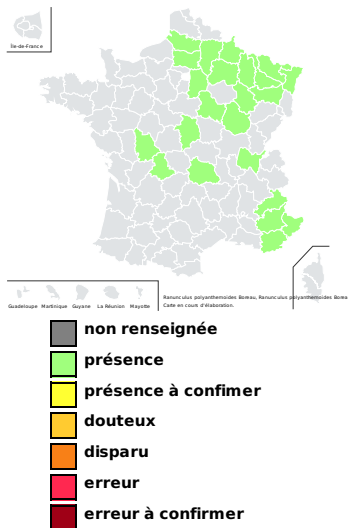 Île-de-France
Guadeloupe Martinique Guyane La Réunion Mayotte
Ranunculus polyanthemoides Boreau, Ranunculus polyanthemoides Borea
Carte en cours d'élaboration.
non renseignée
présence
présence à confimer
douteux
disparu
erreur
erreur à confirmer